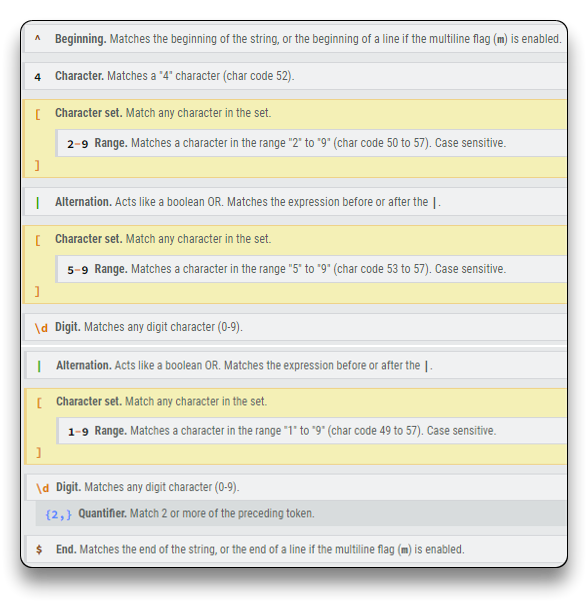 ^ Beginning. Matches the beginning of the string, or the beginning of a line if the multiline flag (m) is enabled.
4 Character. Matches a "4" character (char code 52).
[ Character set. Match any character in the set.
2-9 Range. Matches a character in the range "2" to "9" (char code 50 to 57). Case sensitive.
]
| Alternation. Acts like a boolean OR. Matches the expression before or after the |.
[ Character set. Match any character in the set.
5-9 Range. Matches a character in the range "5" to "9" (char code 53 to 57). Case sensitive.
]
\d Digit. Matches any digit character (0-9).
| Alternation. Acts like a boolean OR. Matches the expression before or after the |.
[ Character set. Match any character in the set.
1-9 Range. Matches a character in the range "1" to "9" (char code 49 to 57). Case sensitive.
]
\d Digit. Matches any digit character (0-9).
{2,} Quantifier. Match 2 or more of the preceding token.
$ End. Matches the end of the string, or the end of a line if the multiline flag (m) is enabled.